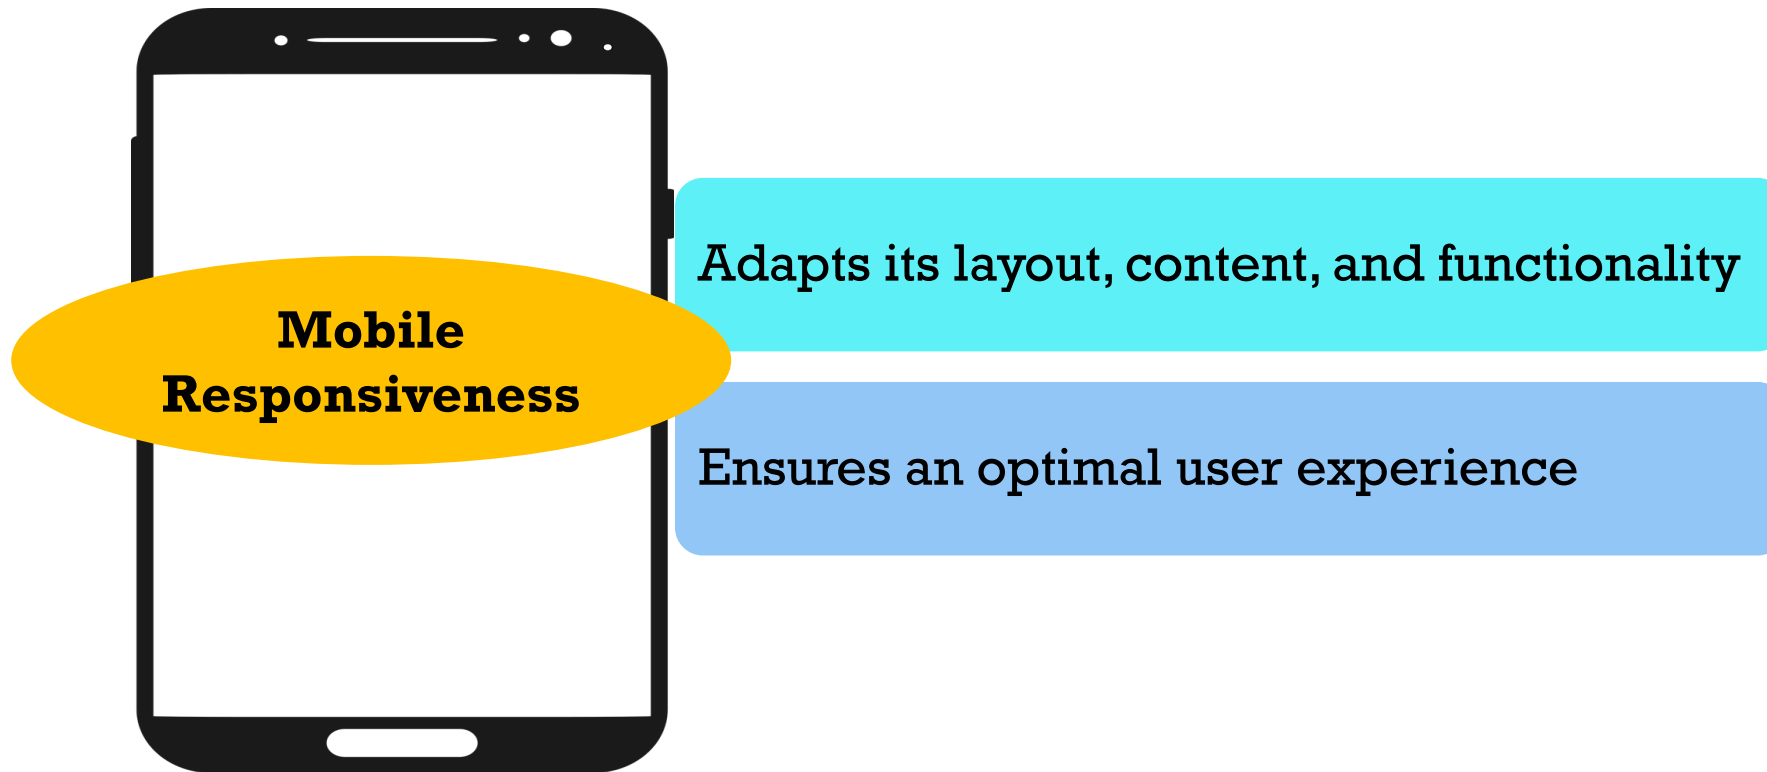 Mobile
Responsiveness
Adapts its layout, content, and functionality
Ensures an optimal user experience